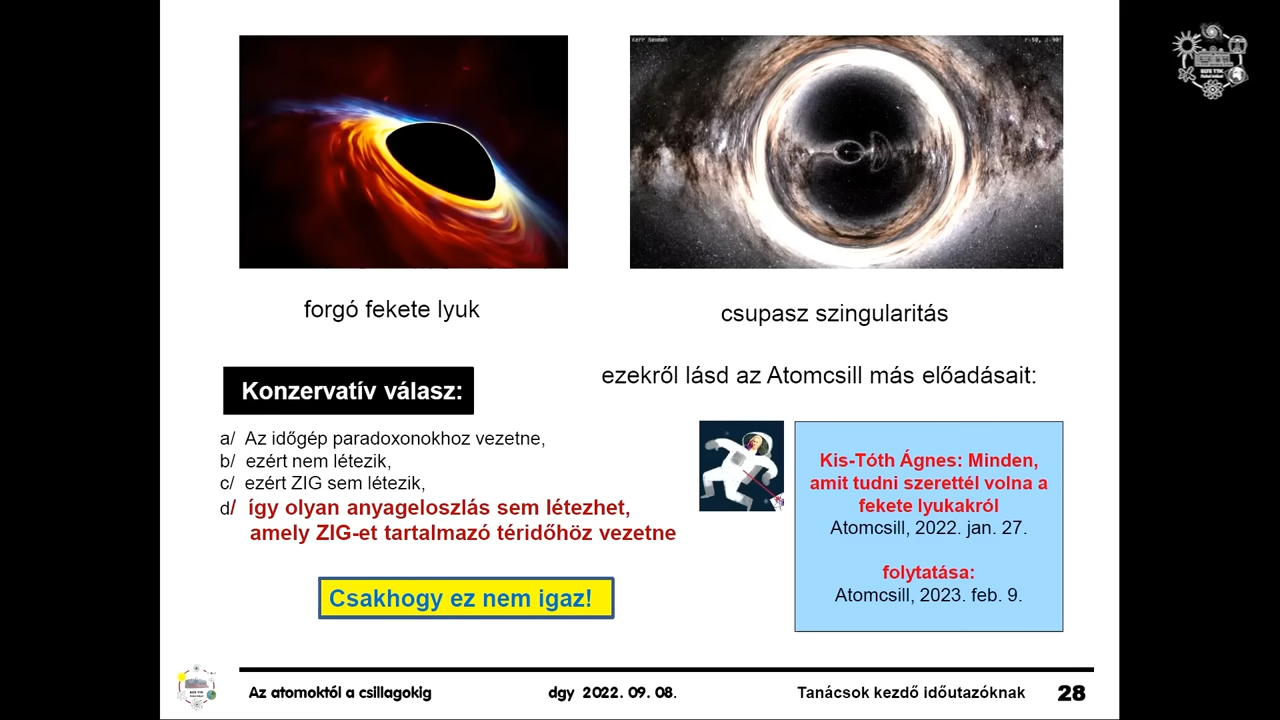 Kerr Newman
forgó fekete lyuk
csupasz szingularitás
ezekről lásd az Atomcsill más előadásait:
Konzervatív válasz:
a/ Az időgép paradoxonokhoz vezetne,
b/ ezért nem létezik,
c/ ezért ZIG sem létezik,
d/ így olyan anyageloszlás sem létezhet,
amely ZIG-et tartalmazó téridőhöz vezetne
Csakhogy ez nem igaz!
Kis-Tóth Ágnes: Minden,
amit tudni szerettél volna a
fekete lyukakról
Atomcsill, 2022. jan. 27.
folytatása:
Atomcsill, 2023. feb. 9.
Az atomoktól a csillagokig
dgy 2022. 09. 08.
Tanácsok kezdő időutazóknak
28